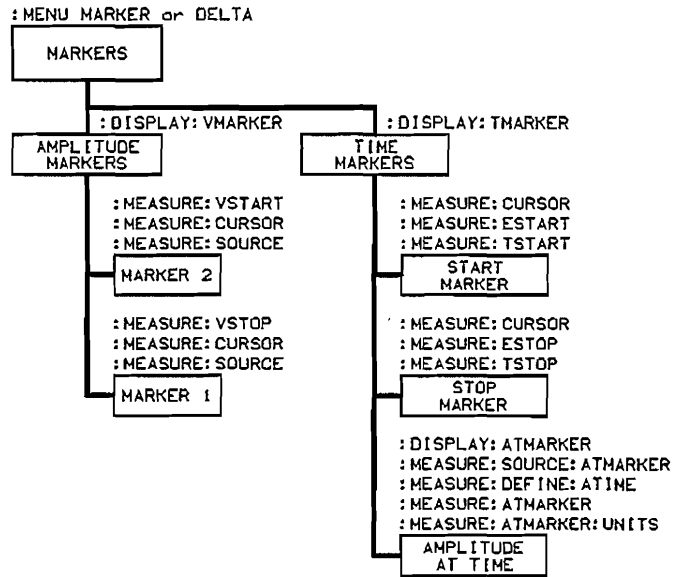 :MENU MARKER or DELTA
MARKERS
:DISPLAY:VMARKER
AMPLITUDE
MARKERS
:MEASURE:VSTART
:MEASURE:CURSOR
:MEASURE:SOURCE
MARKER 2
:MEASURE:VSTOP
:MEASURE:CURSOR
:MEASURE:SOURCE
MARKER 1
:DISPLAY:TMARKER
TIME
MARKERS
:MEASURE:CURSOR
:MEASURE:ESTART
:MEASURE:TSTART
START
MARKER
:MEASURE:CURSOR
:MEASURE:ESTOP
:MEASURE:TSTOP
STOP
MARKER
:DISPLAY:ATMARKER
:MEASURE:SOURCE:ATMARKER
:MEASURE:DEFINE:ATIME
:MEASURE:ATMARKER
:MEASURE:ATMARKER:UNITS
AMPLITUDE
AT TIME